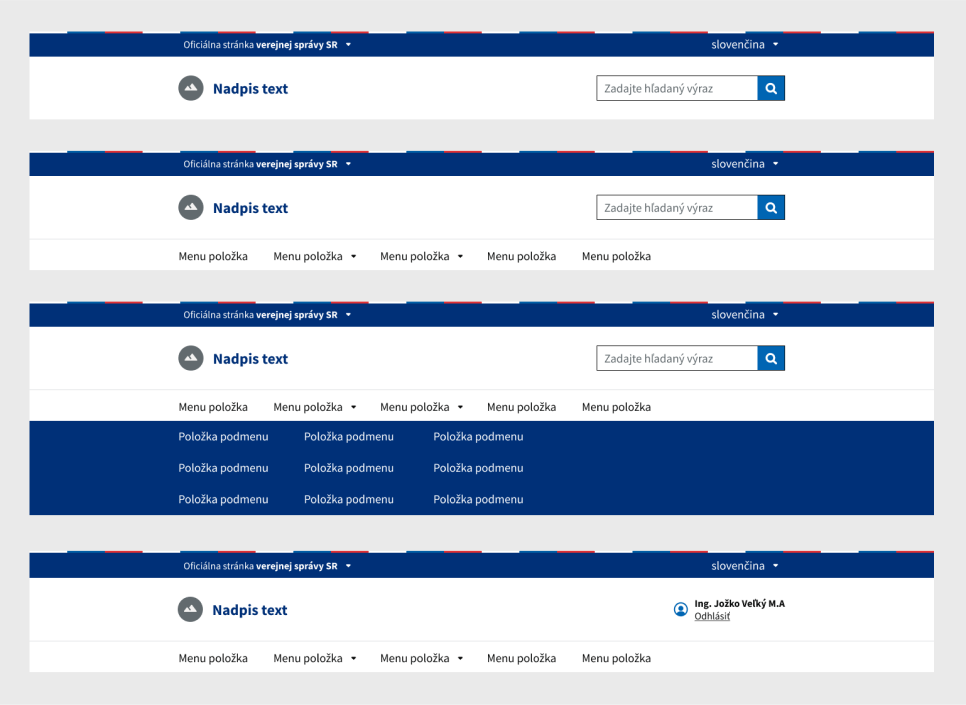 Oficiálna stránka verejnej správy SR slovenčina
Nadpis text Zadajte hľadaný výraz
Oficiálna stránka verejnej správy SR slovenčina
Nadpis text Zadajte hľadaný výraz
Menu položka Menu položka Menu položka Menu položka Menu položka
Oficiálna stránka verejnej správy SR slovenčina
Nadpis text Zadajte hľadaný výraz
Menu položka Menu položka Menu položka Menu položka Menu položka
Položka podmenu Položka podmenu Položka podmenu
Položka podmenu Položka podmenu Položka podmenu
Položka podmenu Položka podmenu Položka podmenu
Oficiálna stránka verejnej správy SR slovenčina
Nadpis text
Ing. Jožko Veľký M.A
Odhlásiť
Menu položka Menu položka Menu položka Menu položka Menu položka